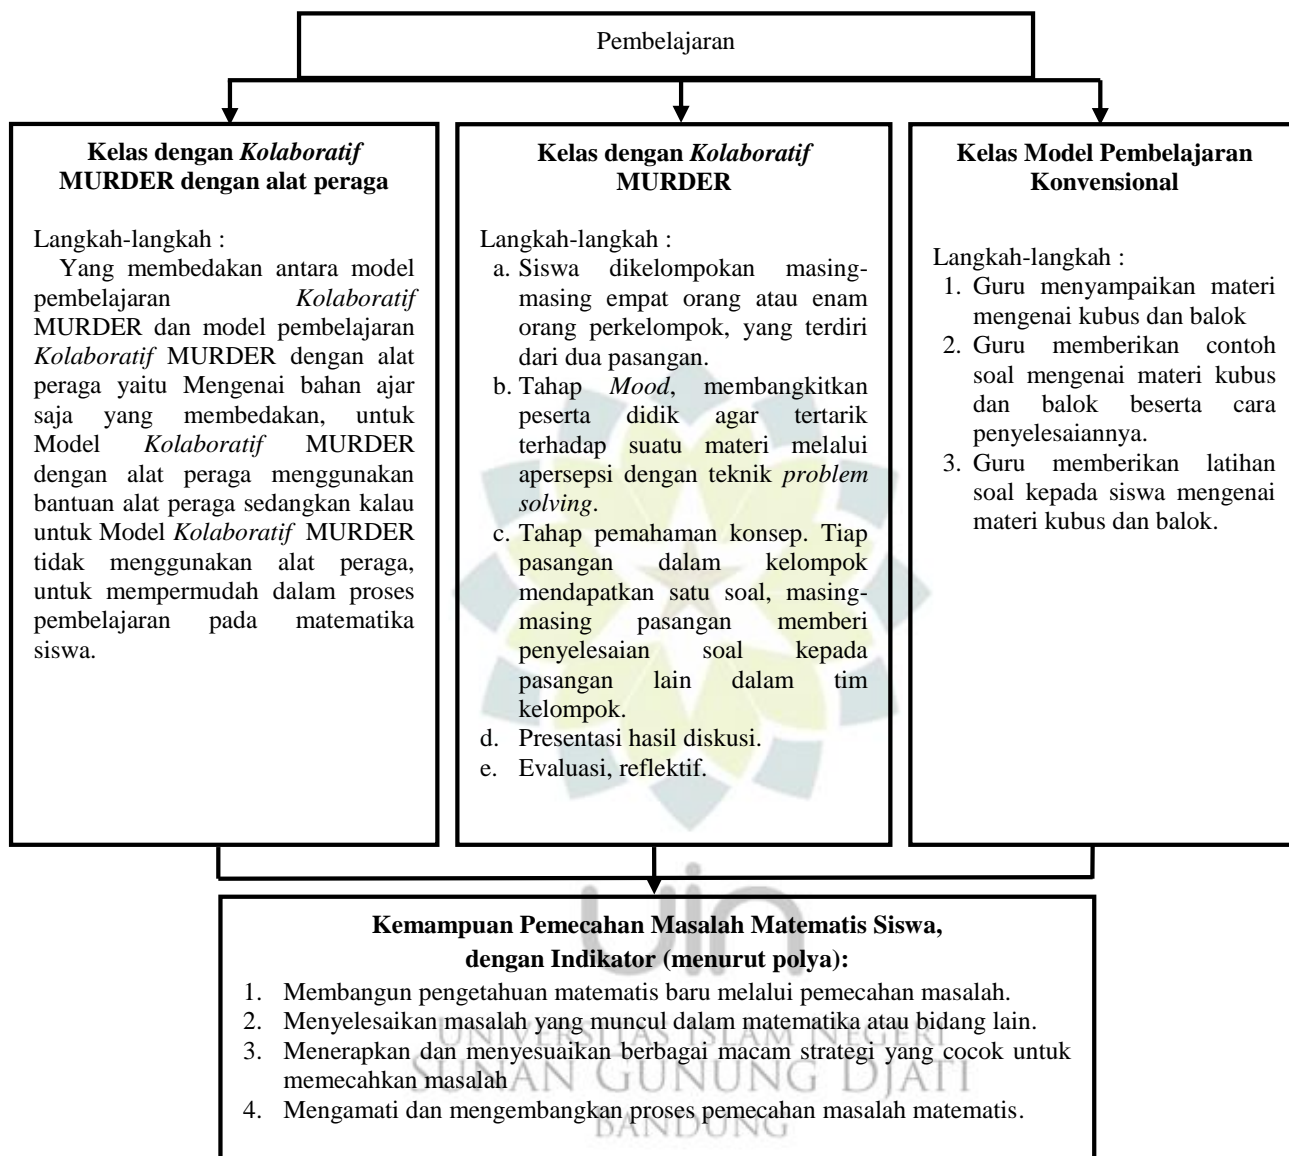 Pembelajaran
Kelas dengan Kolaboratif
MURDER dengan alat peraga
Langkah-langkah :
Yang membedakan antara model
pembelajaran Kolaboratif
MURDER dan model pembelajaran
Kolaboratif MURDER dengan alat
peraga yaitu Mengenai bahan ajar
saja yang membedakan, untuk
Model Kolaboratif MURDER
dengan alat peraga menggunakan
bantuan alat peraga sedangkan kalau
untuk Model Kolaboratif MURDER
tidak menggunakan alat peraga,
untuk mempermudah dalam proses
pembelajaran pada matematika
siswa.
Kelas dengan Kolaboratif
MURDER
Langkah-langkah :
a. Siswa dikelompokan masing-
masing empat orang atau enam
orang perkelompok, yang terdiri
dari dua pasangan.
b. Tahap Mood, membangkitkan
peserta didik agar tertarik
terhadap suatu materi melalui
apersepsi dengan teknik problem
solving.
c. Tahap pemahaman konsep. Tiap
pasangan dalam kelompok
mendapatkan satu soal, masing-
masing pasangan memberi
penyelesaian soal kepada
pasangan lain dalam tim
kelompok.
d. Presentasi hasil diskusi.
e. Evaluasi, reflektif.
Kelas Model Pembelajaran
Konvensional
Langkah-langkah :
1. Guru menyampaikan materi
mengenai kubus dan balok
2. Guru memberikan contoh
soal mengenai materi kubus
dan balok beserta cara
penyelesaiannya.
3. Guru memberikan latihan
soal kepada siswa mengenai
materi kubus dan balok.
Kemampuan Pemecahan Masalah Matematis Siswa,
dengan Indikator (menurut polya):
1. Membangun pengetahuan matematis baru melalui pemecahan masalah.
2. Menyelesaikan masalah yang muncul dalam matematika atau bidang lain.
3. Menerapkan dan menyesuaikan berbagai macam strategi yang cocok untuk
memecahkan masalah
4. Mengamati dan mengembangkan proses pemecahan masalah matematis.
uin
UNIVERSITAS ISLAM NEGERI
SUNAN GUNUNG DJATI
BANDUNG